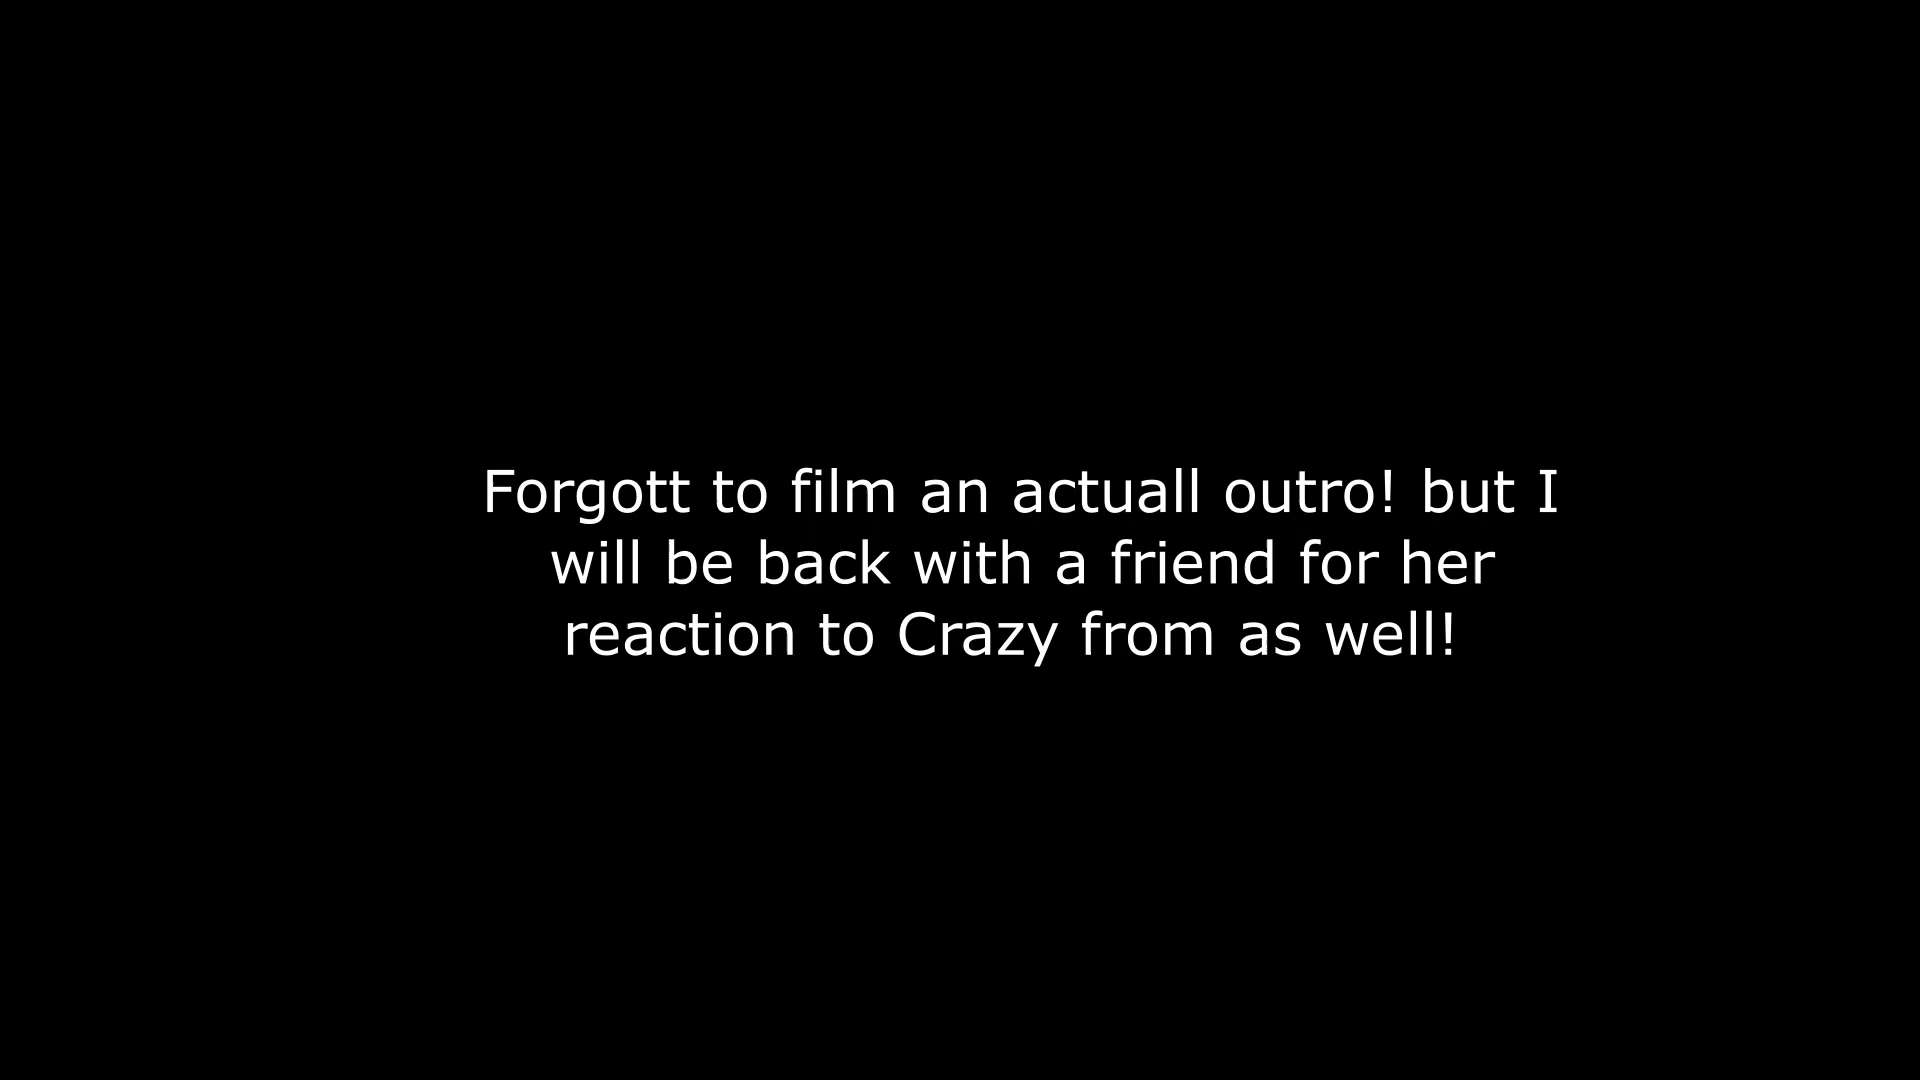 Forgott to film an actuall outro! but I
will be back with a friend for her
reaction to Crazy from as well!